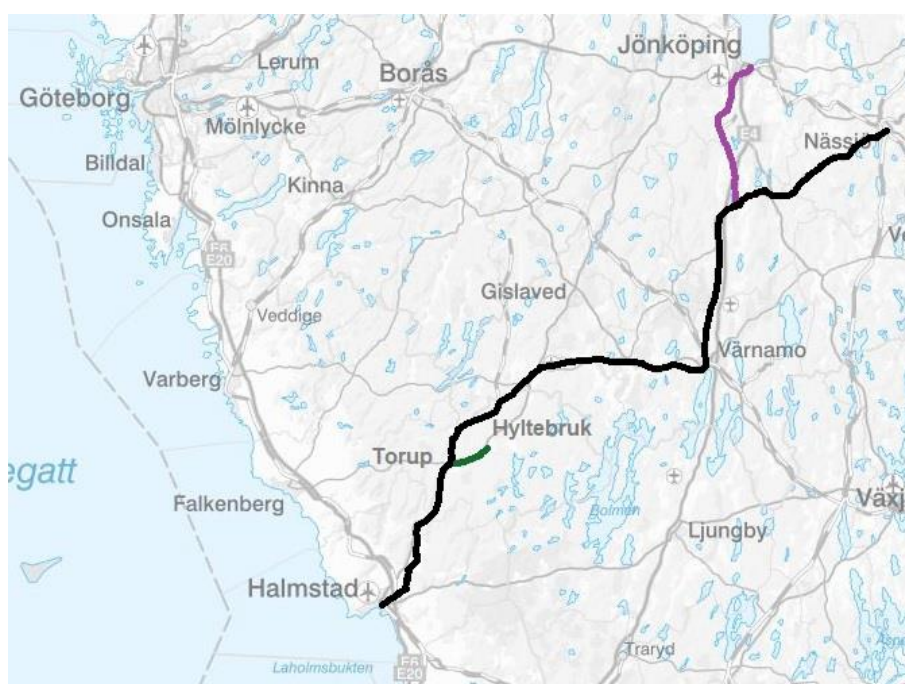 Jönköping
Lerum
Borås
Göteborg
Mölnlycke
E4
Nässjö
Billdal
Kinna
Onsala
E6
E20
Gislaved
Veddige
Värnamo
Varberg
Hyltebruk
Torup
egatt
Falkenberg
Växj
Bolmen
Ljungby
Halmstad
Traryd
Laholmsbukten
E6
E20